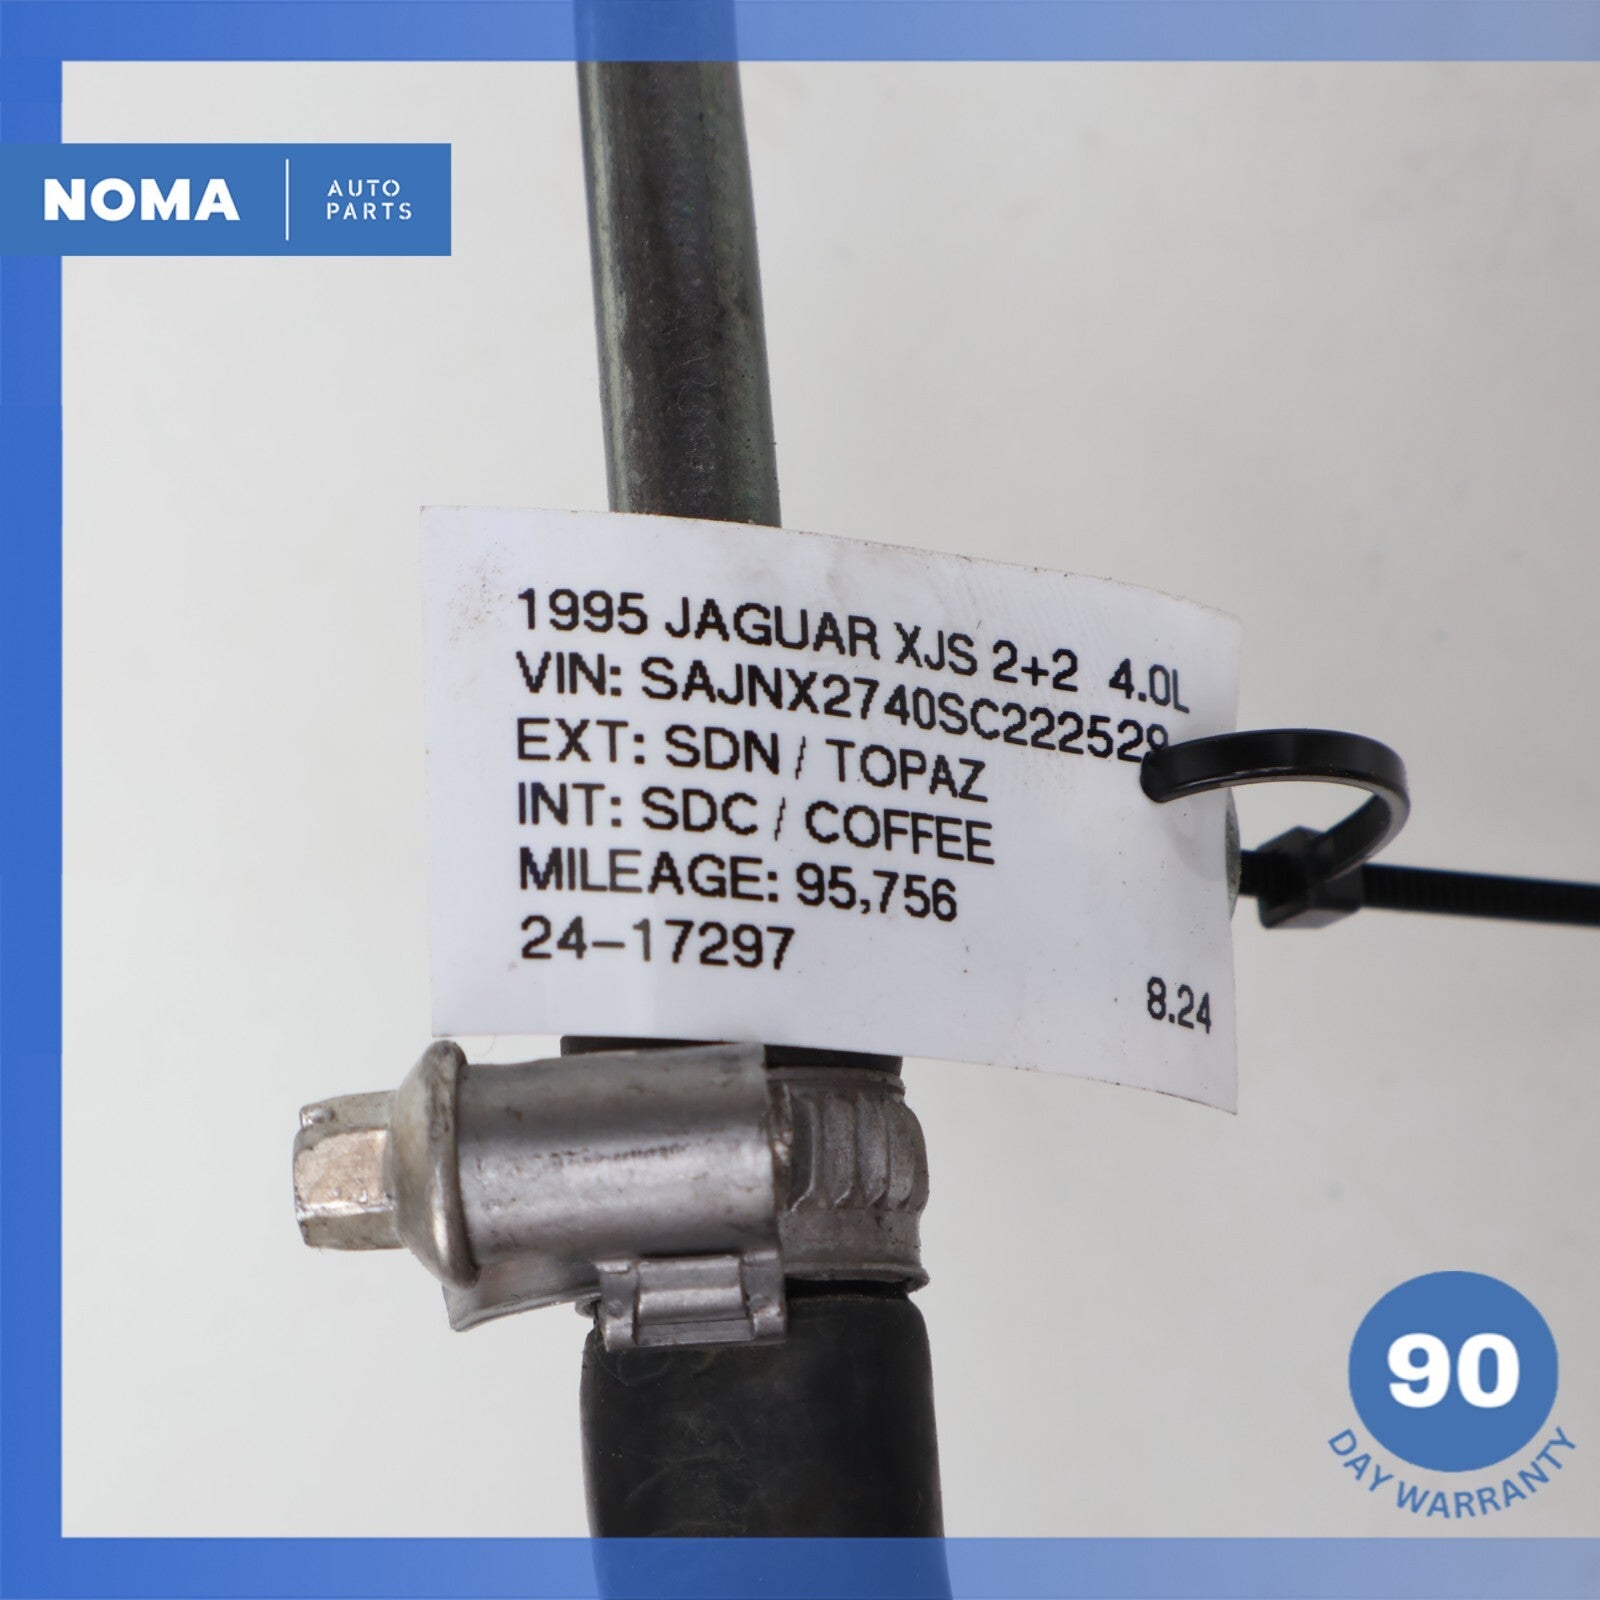 NOMA
AUTO
PARTS
1995 JAGUAR XJS 2+2 4.0L
VIN: SAJNX2740SC222529
EXT: SDN / TOPAZ
INT: SDC / COFFEE
MILEAGE: 95,756
24-17297
8.24
90
DAY WARRANTY